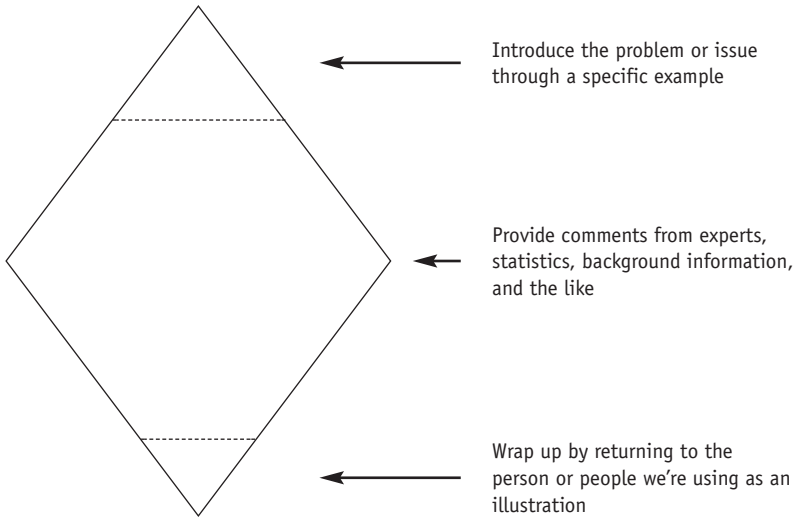 Introduce the problem or issue
through a specific example
Provide comments from experts,
statistics, background information,
and the like
Wrap up by returning to the
person or people we’re using as an
illustration